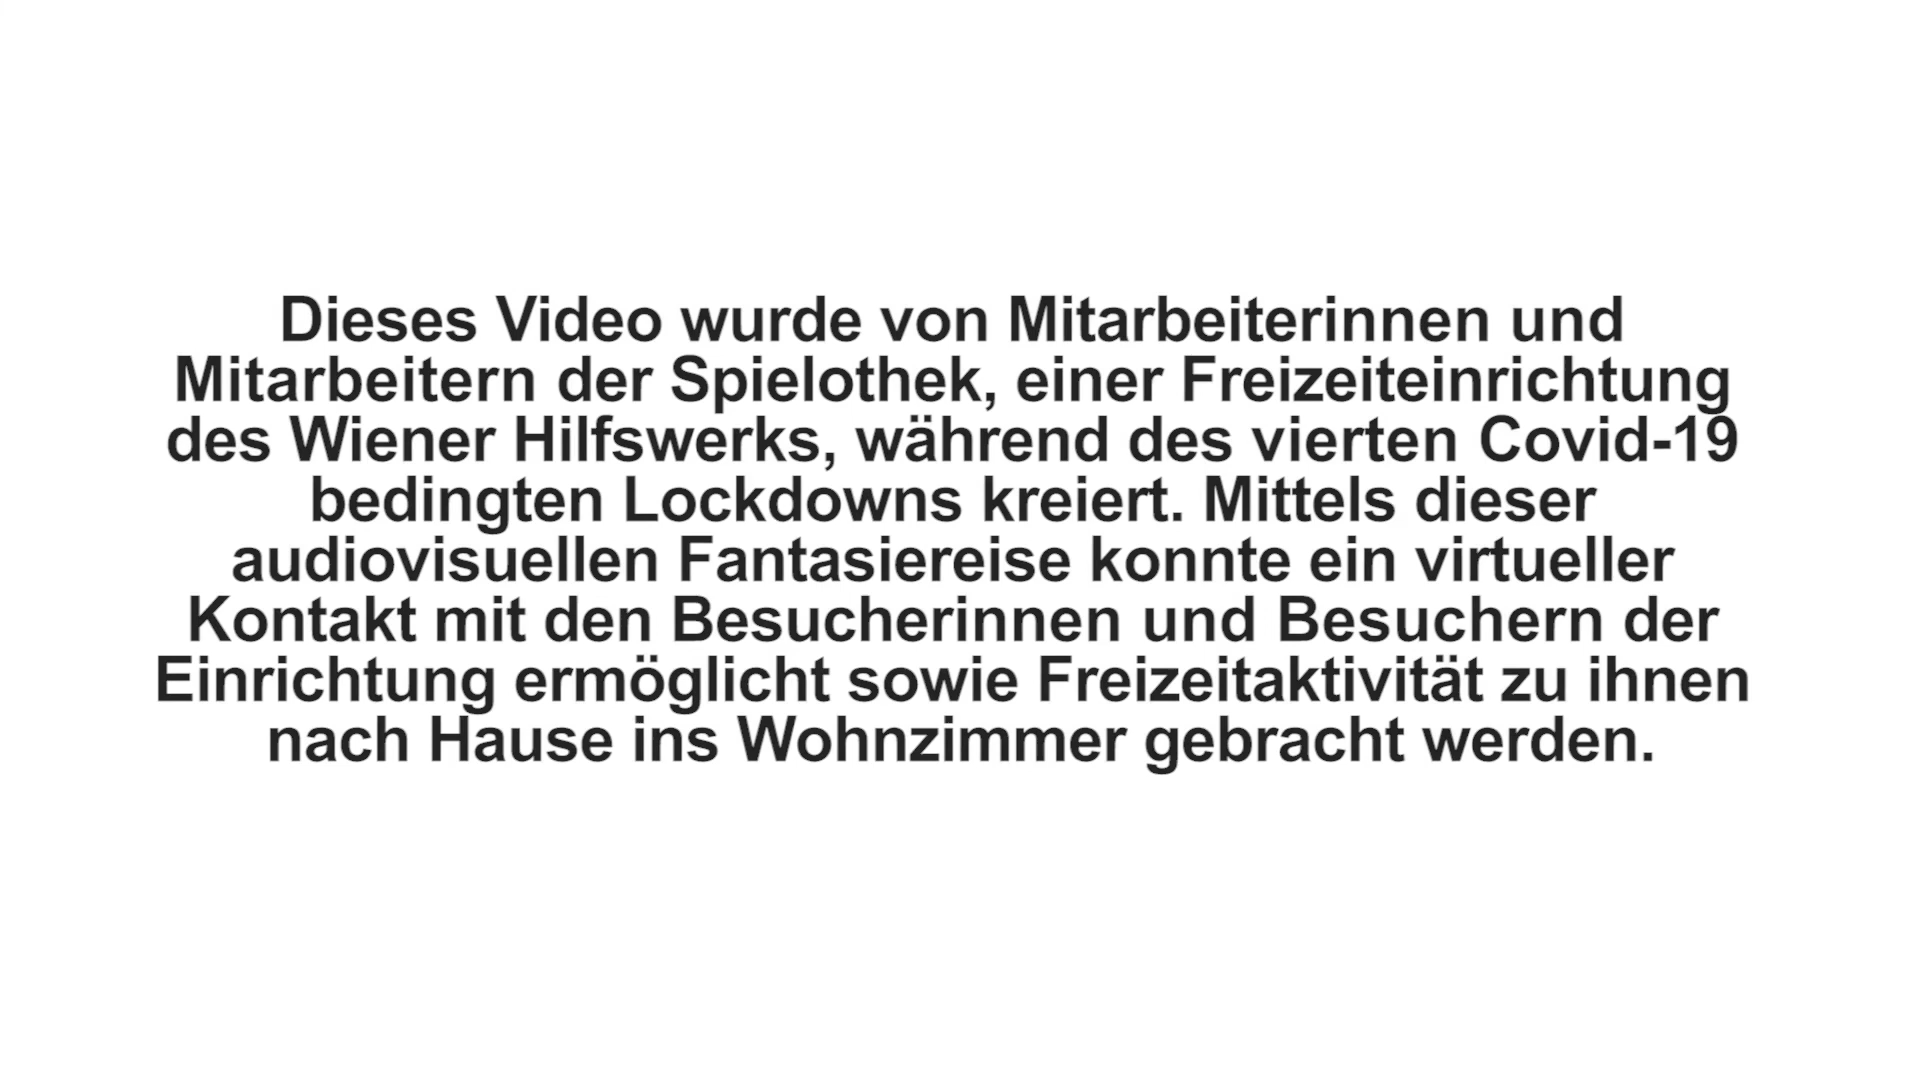 Dieses Video wurde von Mitarbeiterinnen und
Mitarbeitern der Spielothek, einer Freizeiteinrichtung
des Wiener Hilfswerks, während des vierten Covid-19
bedingten Lockdowns kreiert. Mittels dieser
audiovisuellen Fantasiereise konnte ein virtueller
Kontakt mit den Besucherinnen und Besuchern der
Einrichtung ermöglicht sowie Freizeitaktivität zu ihnen
nach Hause ins Wohnzimmer gebracht werden.